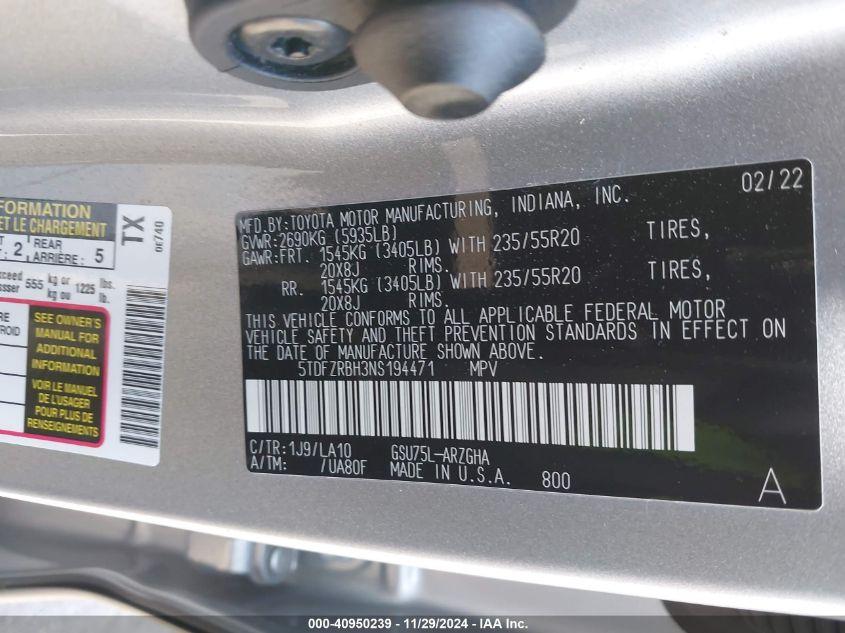 FORMATION
ET LE CHARGEMENT
2 REAR
ARRIÈRE: 5
555 kg or 1225 lbs.
kg ou lb.
TX
0E740
SEE OWNER'S
MANUAL FOR
ADDITIONAL
INFORMATION
VOIR LE MANUEL
DE L'USAGER
POUR PLUS DE
RENSEIGNEMENTS
02/22
MFD.BY:TOYOTA MOTOR MANUFACTURING, INDIANA, INC.
GVWR:2690KG (5935LB)
GAWR:FRT. 1545KG (3405LB) WITH 235/55R20 TIRES,
20X8J RIMS.
RR. 1545KG (3405LB) WITH 235/55R20 TIRES,
20X8J RIMS.
THIS VEHICLE CONFORMS TO ALL APPLICABLE FEDERAL MOTOR
VEHICLE SAFETY AND THEFT PREVENTION STANDARDS IN EFFECT ON
THE DATE OF MANUFACTURE SHOWN ABOVE.
5TDFZRBH3NS194471 MPV
C/TR:1J9/LA10 GSU75L-ARZGHA
A/TM: /UA80F MADE IN U.S.A. 800
A
000-40950239 - 11/29/2024 - IAA Inc.